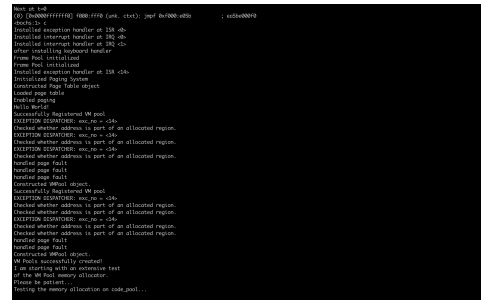 Next at t=0
(0) [0x0000fffffff0] f000:fff0 (unk. ctxt): jmpf 0xf000:e05b ; ea5be000f0
<bochs:1> c
Installed exception handler at ISR <0>
Installed interrupt handler at IRQ <0>
Installed interrupt handler at IRQ <1>
after installing keyboard handler
Frame Pool initialized
Frame Pool initialized
Installed exception handler at ISR <14>
Initialized Paging System
Constructed Page Table object
Loaded page table
Enabled paging
Hello World!
Successfully Registered VM pool
EXCEPTION DISPATCHER: exc_no = <14>
Checked whether address is part of an allocated region.
EXCEPTION DISPATCHER: exc_no = <14>
Checked whether address is part of an allocated region.
EXCEPTION DISPATCHER: exc_no = <14>
Checked whether address is part of an allocated region.
handled page fault
handled page fault
handled page fault
Constructed VMPool object.
Successfully Registered VM pool
EXCEPTION DISPATCHER: exc_no = <14>
Checked whether address is part of an allocated region.
Checked whether address is part of an allocated region.
EXCEPTION DISPATCHER: exc_no = <14>
Checked whether address is part of an allocated region.
Checked whether address is part of an allocated region.
handled page fault
handled page fault
Constructed VMPool object.
VM Pools successfully created!
I am starting with an extensive test
of the VM Pool memory allocator.
Please be patient...
Testing the memory allocation on code_pool...